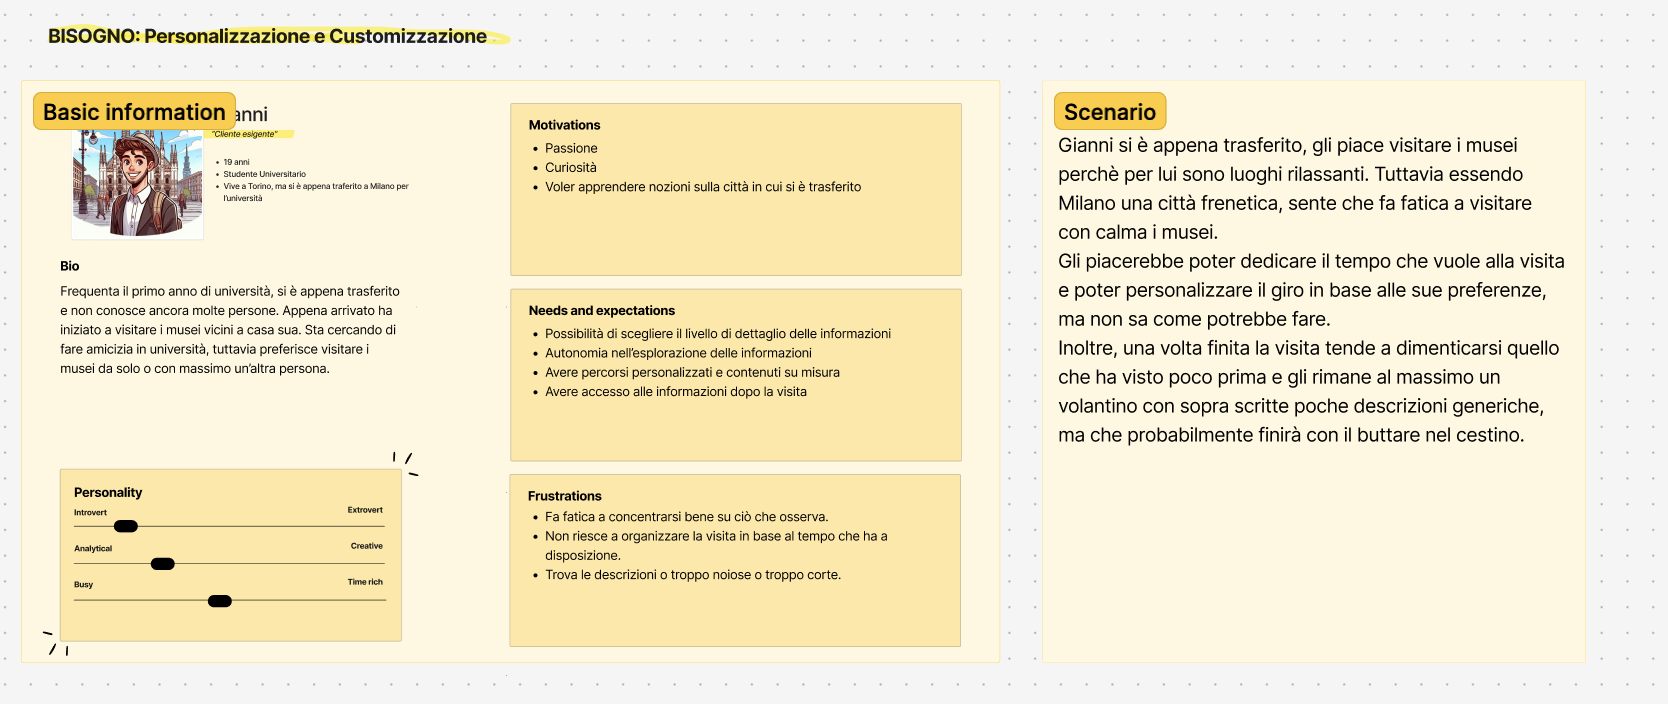 BISOGNO: Personalizzazione e Customizzazione
Basic information
anni
"Cliente esigente"
• 19 anni
• Studente Universitario
• Vive a Torino, ma si è appena traferito a Milano per
l'università
Bio
Frequenta il primo anno di università, si è appena trasferito
e non conosce ancora molte persone. Appena arrivato ha
iniziato a visitare i musei vicini a casa sua. Sta cercando di
fare amicizia in università, tuttavia preferisce visitare i
musei da solo o con massimo un'altra persona.
Personality
Introvert
Extrovert
Analytical
Creative
Busy
Time rich
Motivations
• Passione
• Curiosità
• Voler apprendere nozioni sulla città in cui si è trasferito
Needs and expectations
• Possibilità di scegliere il livello di dettaglio delle informazioni
• Autonomia nell'esplorazione delle informazioni
• Avere percorsi personalizzati e contenuti su misura
• Avere accesso alle informazioni dopo la visita
Frustrations
• Fa fatica a concentrarsi bene su ciò che osserva.
• Non riesce a organizzare la visita in base al tempo che ha a
disposizione.
• Trova le descrizioni o troppo noiose o troppo corte.
Scenario
Gianni si è appena trasferito, gli piace visitare i musei
perchè per lui sono luoghi rilassanti. Tuttavia essendo
Milano una città frenetica, sente che fa fatica a visitare
con calma i musei.
Gli piacerebbe poter dedicare il tempo che vuole alla visita
e poter personalizzare il giro in base alle sue preferenze,
ma non sa come potrebbe fare.
Inoltre, una volta finita la visita tende a dimenticarsi quello
che ha visto poco prima e gli rimane al massimo un
volantino con sopra scritte poche descrizioni generiche,
ma che probabilmente finirà con il buttare nel cestino.